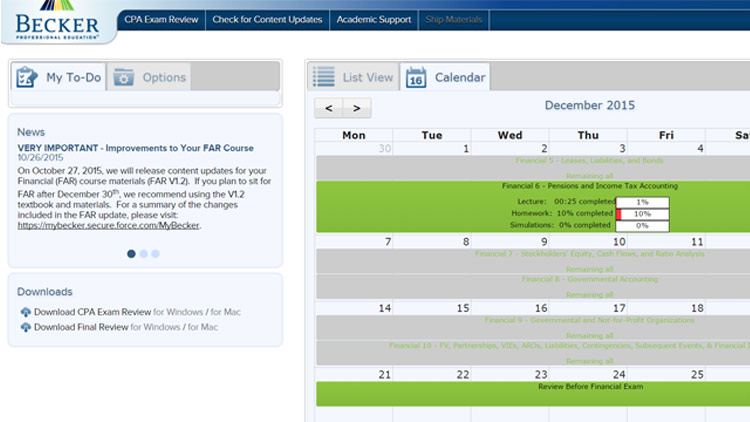 BECKER
PROFESSIONAL EDUCATION®
CPA Exam Review
Check for Content Updates
Academic Support
Ship Materials
My To-Do
Options
News
VERY IMPORTANT - Improvements to Your FAR Course
10/26/2015
On October 27, 2015, we will release content updates for your
Financial (FAR) course materials (FAR V1.2). If you plan to sit for
FAR after December 30th, we recommend using the V1.2
textbook and materials. For a summary of the changes
included in the FAR update, please visit:
https://mybecker.secure.force.com/MyBecker.
Downloads
Download CPA Exam Review for Windows / for Mac
Download Final Review for Windows / for Mac
List View
16
Calendar
< >
December 2015
Mon Tue Wed Thu Fri Sa
30 1 2 3 4
Financial 5 - Leases, Liabilities, and Bonds
Remaining all
Financial 6 - Pensions and Income Tax Accounting
Lecture: 00:25 completed 1%
Homework: 10% completed 10%
Simulations: 0% completed 0%
7 8 9 10 11
Financial 7 - Stockholders' Equity, Cash Flows, and Ratio Analysis
Remaining all
Financial 8 - Governmental Accounting
Remaining all
14 15 16 17 18
Financial 9 - Governmental and Not-for-Profit Organizations
Remaining all
Financial 10 - FV, Partnerships, VIEs, AROs, Liabilities, Contingencies, Subsequent Events, & Financial I
Remaining all
21 22 23 24 25
Review Before Financial Exam